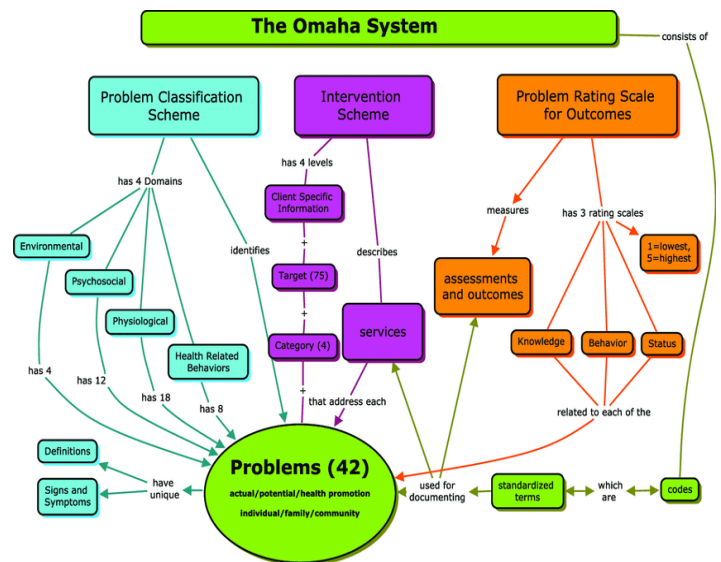 The Omaha System
consists of
Problem Classification
Scheme
Intervention
Scheme
Problem Rating Scale
for Outcomes
has 4 Domains
has 4 levels
Client Specific
Information
+
measures
has 3 rating scales
1=lowest,
5=highest
Environmental
identifies
describes
Psychosocial
Target (75)
assessments
and outcomes
+
Physiological
services
Category (4)
Knowledge
Behavior
Status
Health Related
Behaviors
has 4
has 12
has 18
has 8
+
that address each
related to each of the
Definitions
Signs and
Symptoms
have
unique
Problems (42)
actual/potential/health promotion
individual/family/community
used for
documenting
standardized
terms
which
are
codes